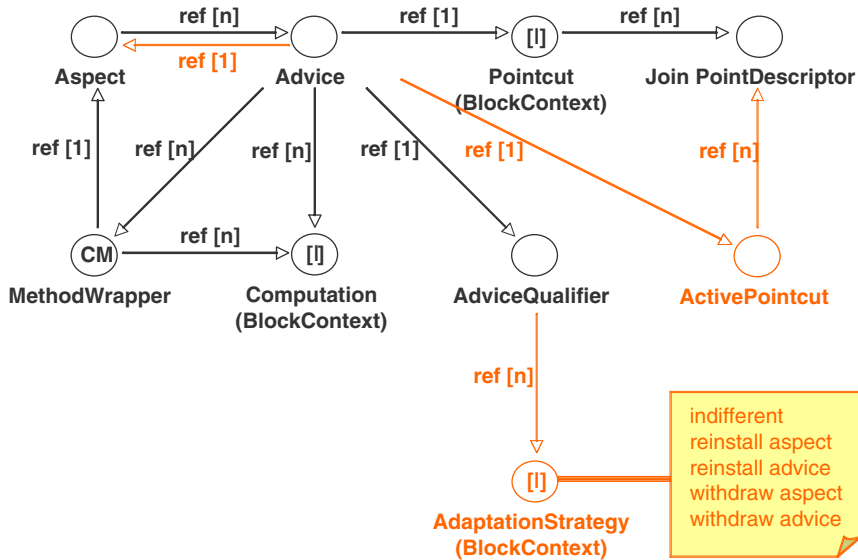 ref [n]
ref [1]
ref [n]
ref [1]
[|]
Aspect
Advice
Pointcut
(BlockContext)
Join PointDescriptor
ref [1]
ref [n]
ref [n]
ref [1]
ref [1]
ref [n]
ref [n]
CM
[|]
MethodWrapper
Computation
(BlockContext)
AdviceQualifier
ActivePointcut
ref [n]
indifferent
reinstall aspect
reinstall advice
withdraw aspect
withdraw advice
[|]
AdaptationStrategy
(BlockContext)